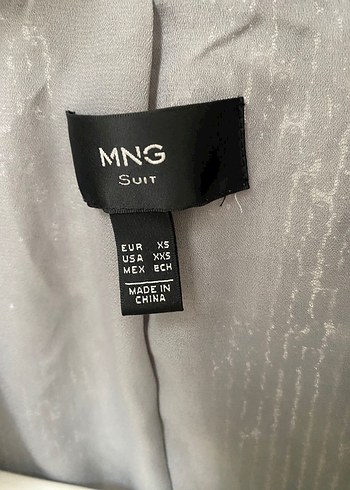 MNG
SUIT
EUR XS
USA XXS
MEX ECH
MADE IN
CHINA